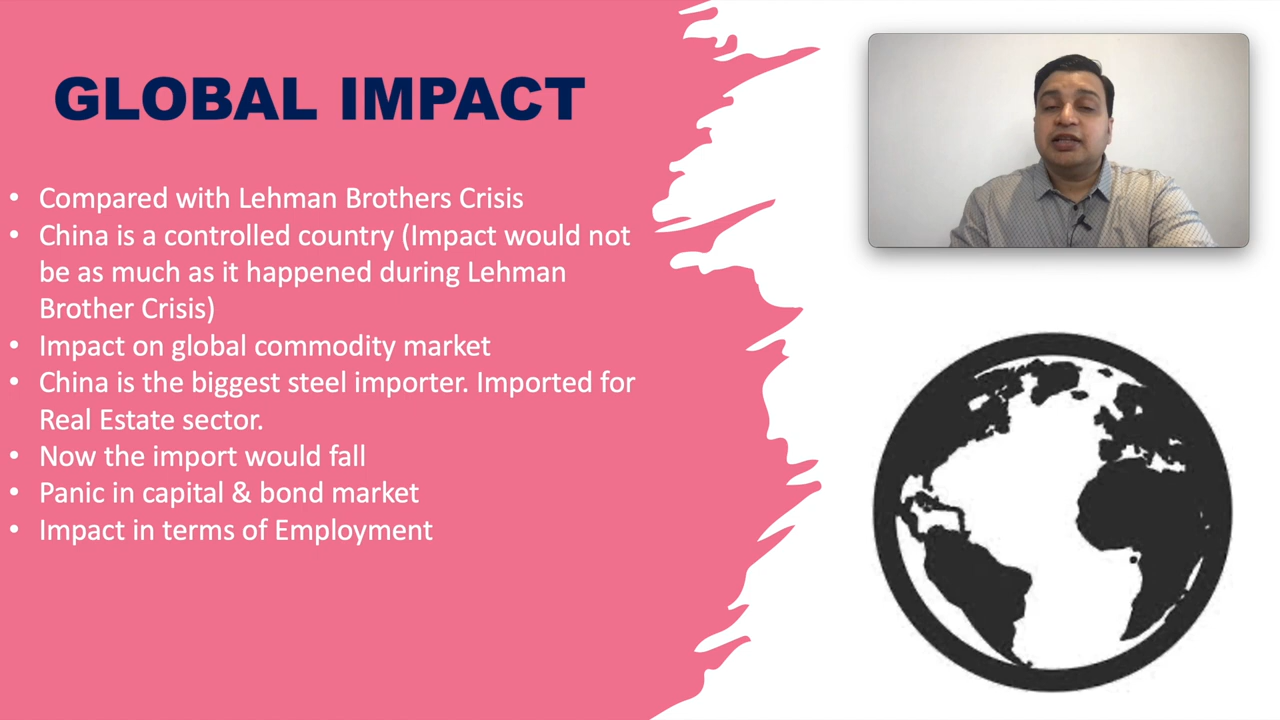 GLOBAL IMPACT
• Compared with Lehman Brothers Crisis
• China is a controlled country (Impact would not
be as much as it happened during Lehman
Brother Crisis)
• Impact on global commodity market
• China is the biggest steel importer. Imported for
Real Estate sector.
• Now the import would fall
• Panic in capital & bond market
• Impact in terms of Employment